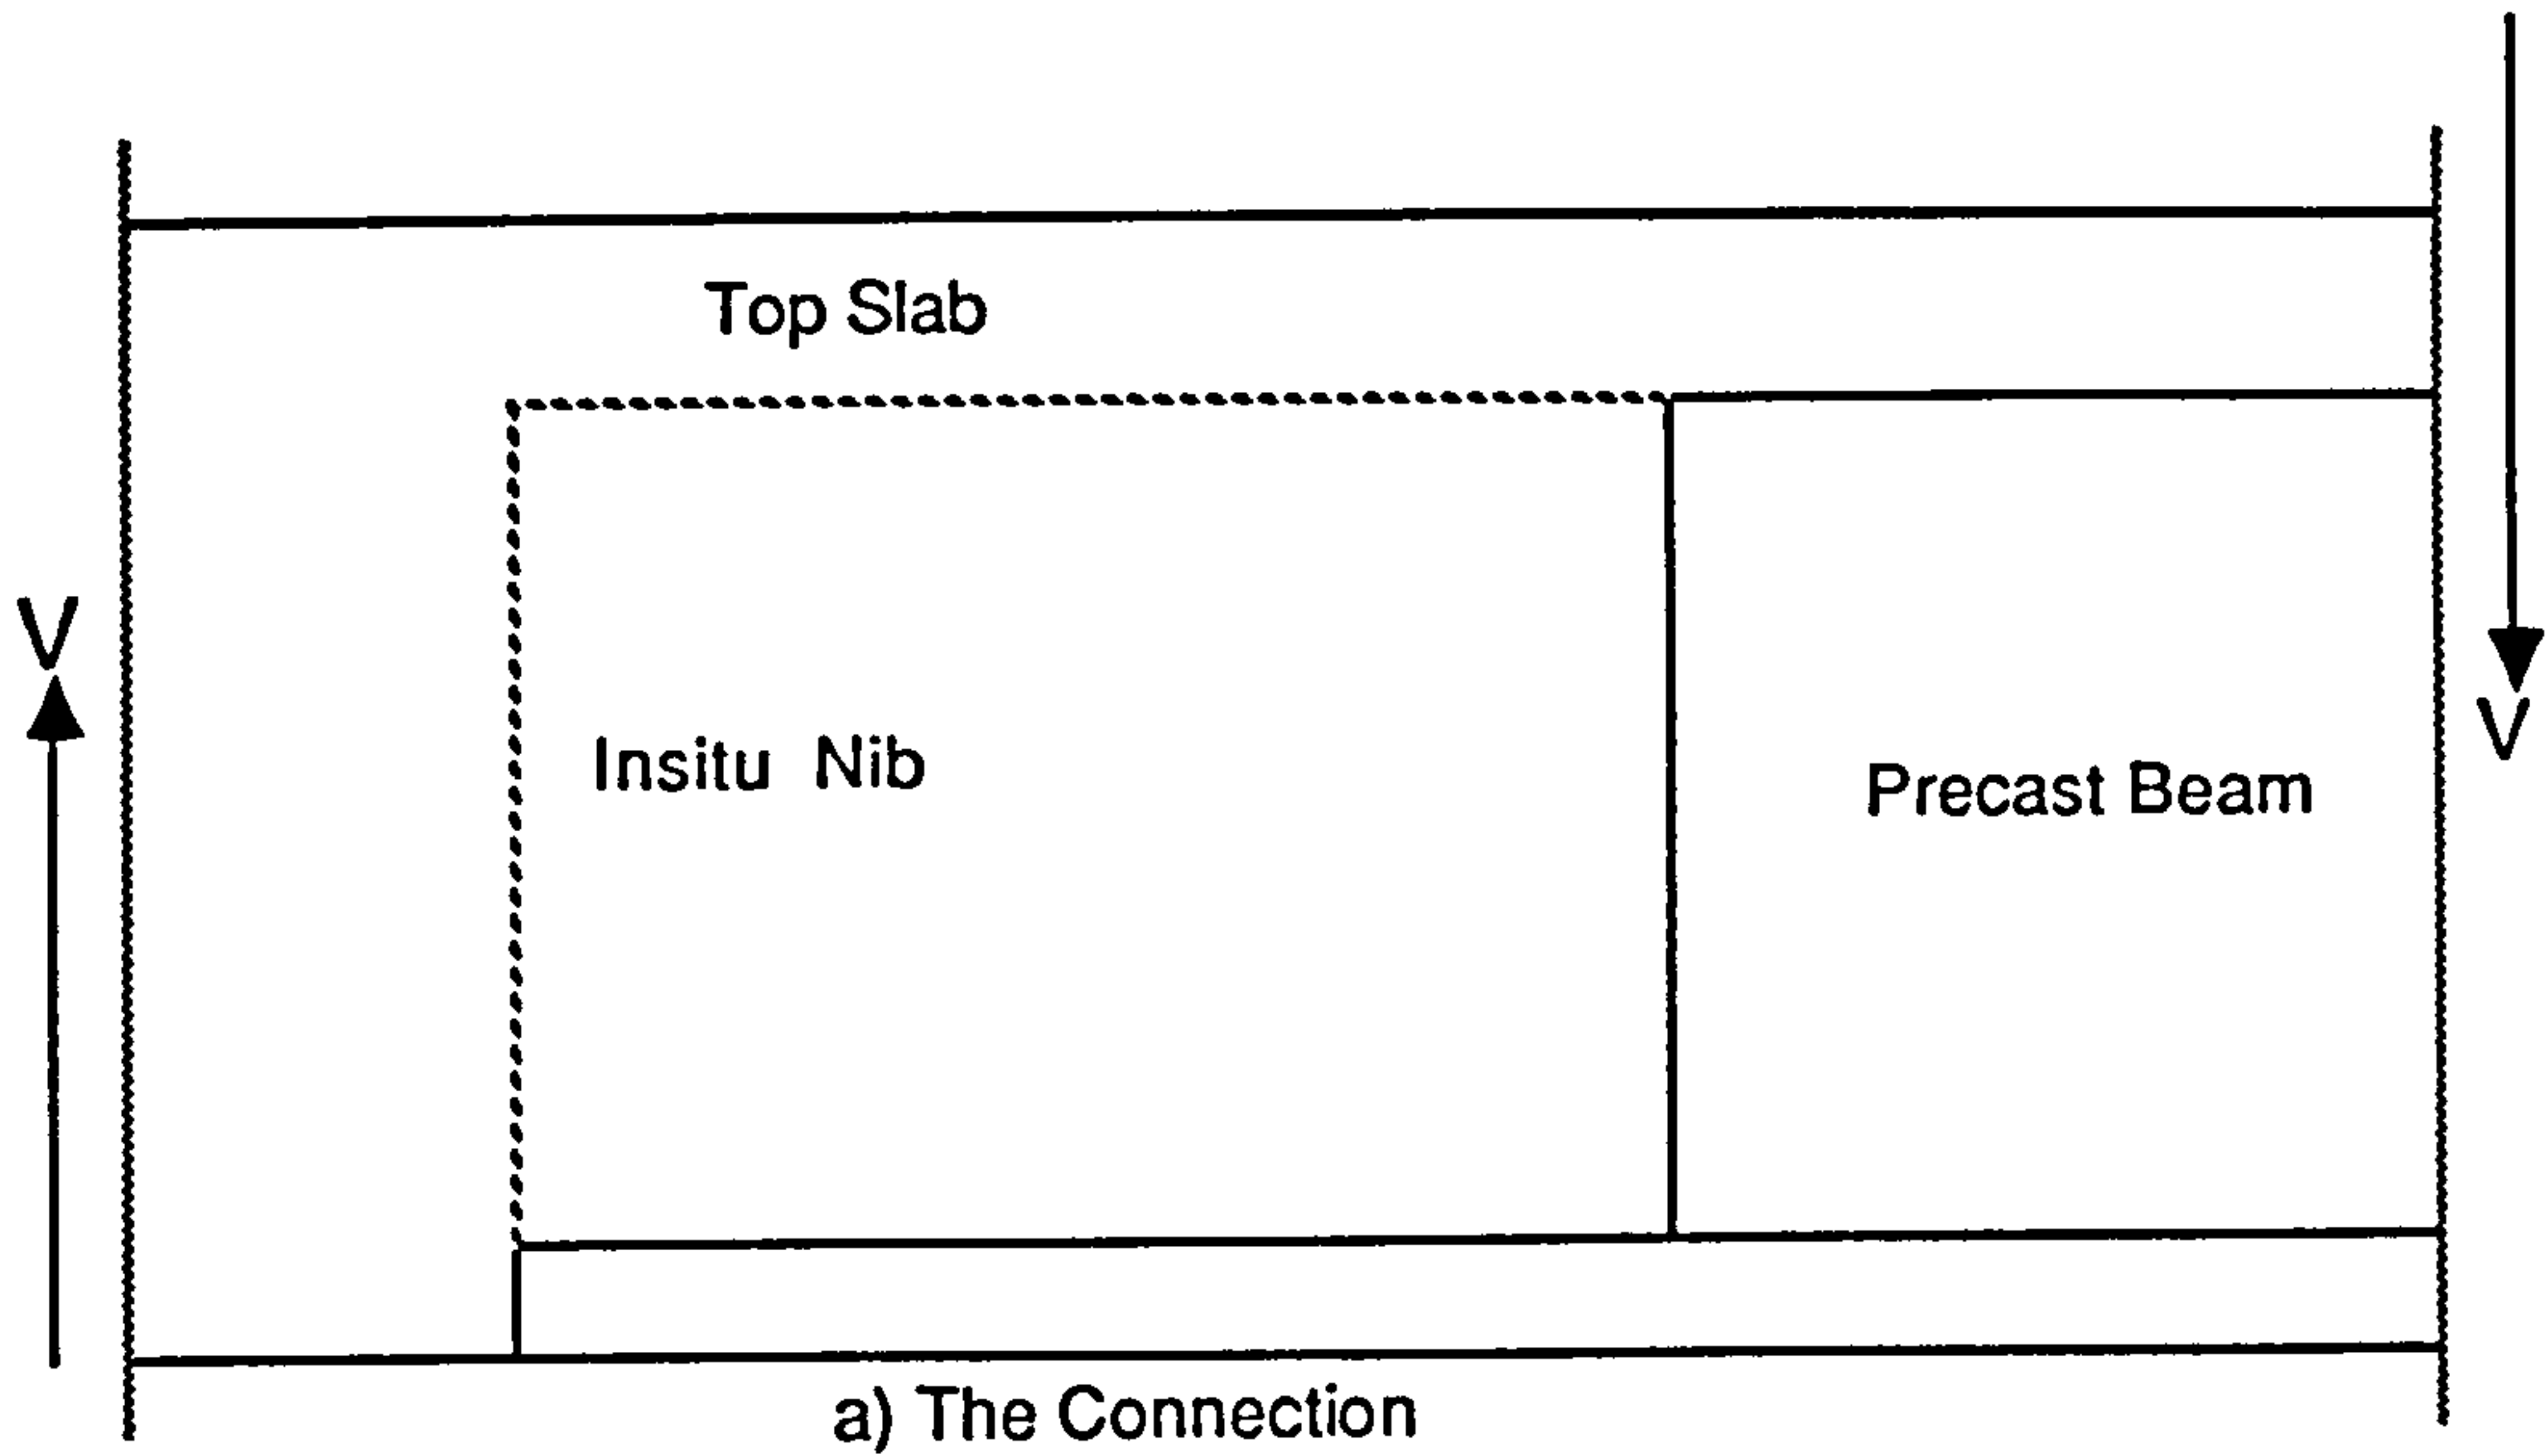 Top Slab
V
Insitu Nib
Precast Beam
V
a) The Connection